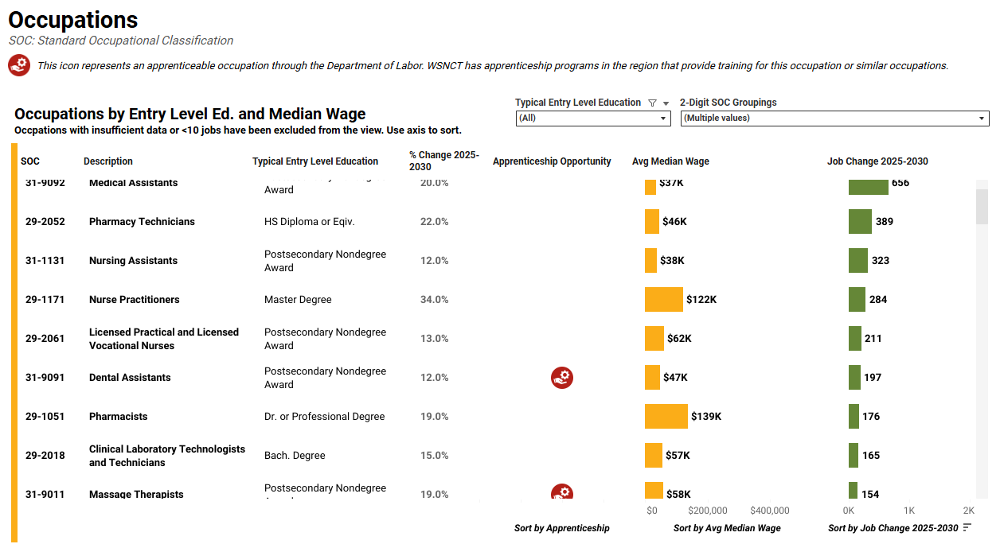 Occupations
SOC: Standard Occupational Classification
This icon represents an apprenticeable occupation through the Department of Labor. WSNCT has apprenticeship programs in the region that provide training for this occupation or similar occupations.
Typical Entry Level Education
2-Digit SOC Groupings
Occupations by Entry Level Ed. and Median Wage
(All)
(Multiple values)
Occpations with insufficient data or <10 jobs have been excluded from the view. Use axis to sort.
SOC Description Typical Entry Level Education % Change 2025-
2030 Apprenticeship Opportunity Avg Median Wage Job Change 2025-2030
31-9092 Medical Assistants
Award 20.0% $37K 656
29-2052 Pharmacy Technicians HS Diploma or Eqiv. 22.0% $46K 389
31-1131 Nursing Assistants Postsecondary Nondegree
Award 12.0% $38K 323
29-1171 Nurse Practitioners Master Degree 34.0% $122K 284
29-2061 Licensed Practical and Licensed
Vocational Nurses Postsecondary Nondegree
Award 13.0% $62K 211
31-9091 Dental Assistants Postsecondary Nondegree
Award 12.0% $47K 197
29-1051 Pharmacists Dr. or Professional Degree 19.0% $139K 176
29-2018 Clinical Laboratory Technologists
and Technicians Bach. Degree 15.0% $57K 165
31-9011 Massage Therapists Postsecondary Nondegree
19.0% $58K 154
$0 $200,000 $400,000 0K 1K 2K
Sort by Apprenticeship Sort by Avg Median Wage Sort by Job Change 2025-2030